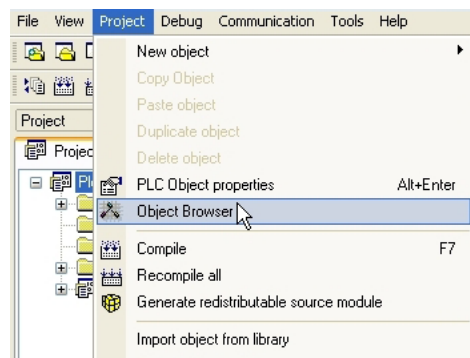 File View Project Debug Communication Tools Help
New object
Copy Object
Paste object
Duplicate object
Delete object
PLC Object properties Alt+Enter
Object Browser
Compile F7
Recompile all
Generate redistributable source module
Import object from library
Project